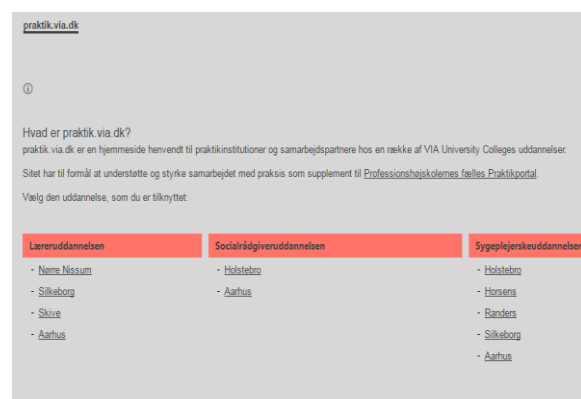 praktik.via.dk
Hvad er praktik.via.dk?
praktik.via.dk er en hjemmeside henvendt til praktikinstitutioner og samarbejdspartnere hos en række af VIA University Colleges uddannelser.
Sitet har til formål at understøtte og styrke samarbejdet med praksis som supplement til Professionshøjskolernes fælles Praktikportal.
Vælg den uddannelse, som du er tilknyttet:
Læreruddannelsen
- Nørre Nissum
- Silkeborg
- Skive
- Aarhus
Socialrådgiveruddannelsen
- Holstebro
- Aarhus
Sygeplejerskeuddannelsen
- Holstebro
- Horsens
- Randers
- Silkeborg
- Aarhus